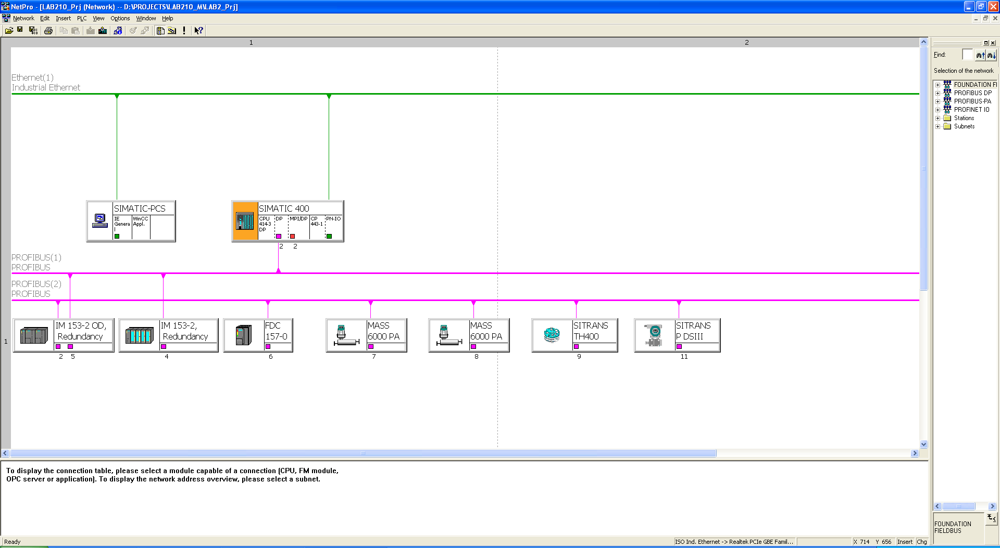 NetPro - [LAB210_Prj (Network) -- D:\PROJECTS\LAB210_M\LAB2_Prj]
Network Edit Insert PLC View Options Window Help
1 2
Find:
Selection of the network
FOUNDATION FI
PROFIBUS DP
PROFIBUS-PA
PROFINET IO
Stations
Subnets
Ethernet(1)
Industrial Ethernet
SIMATIC-PCS
IE
Genera
l
WinCC
Appl.
SIMATIC 400
CPU
414-3
DP
DP
MPI/DP
CP
443-1
PN-IO
2 2
PROFIBUS(1)
PROFIBUS
PROFIBUS(2)
PROFIBUS
1
IM 153-2 OD,
Redundancy
2 5
IM 153-2,
Redundancy
4
FDC
157-0
6
MASS
6000 PA
7
MASS
6000 PA
8
SITRANS
TH400
9
SITRANS
P DSIII
11
To display the connection table, please select a module capable of a connection (CPU, FM module,
OPC server or application). To display the network address overview, please select a subnet.
FOUNDATION
FIELDBUS
Ready
ISO Ind. Ethernet -> Realtek PCIe GBE Famil...
X 714 Y 656 Insert Chg